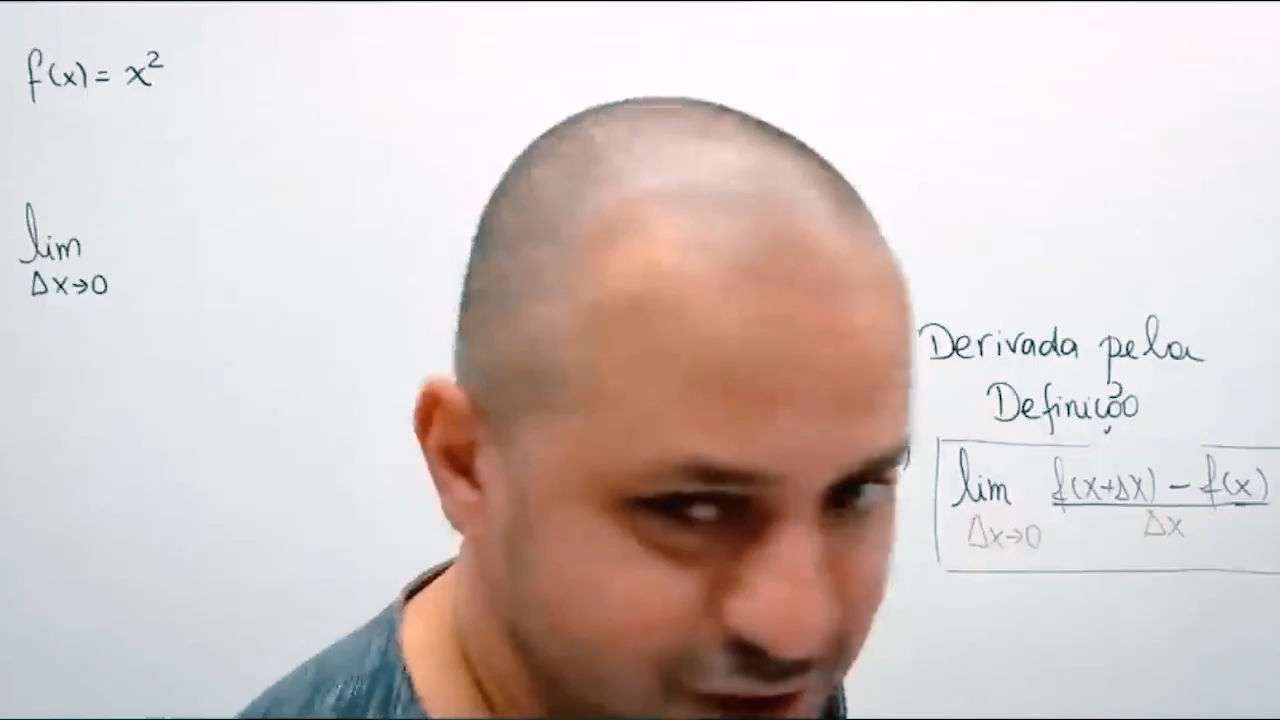 f(x) = x²
lim
Δx→0
Derivada pela
Definição
lim f(x+Δx) - f(x)
Δx→0 Δx